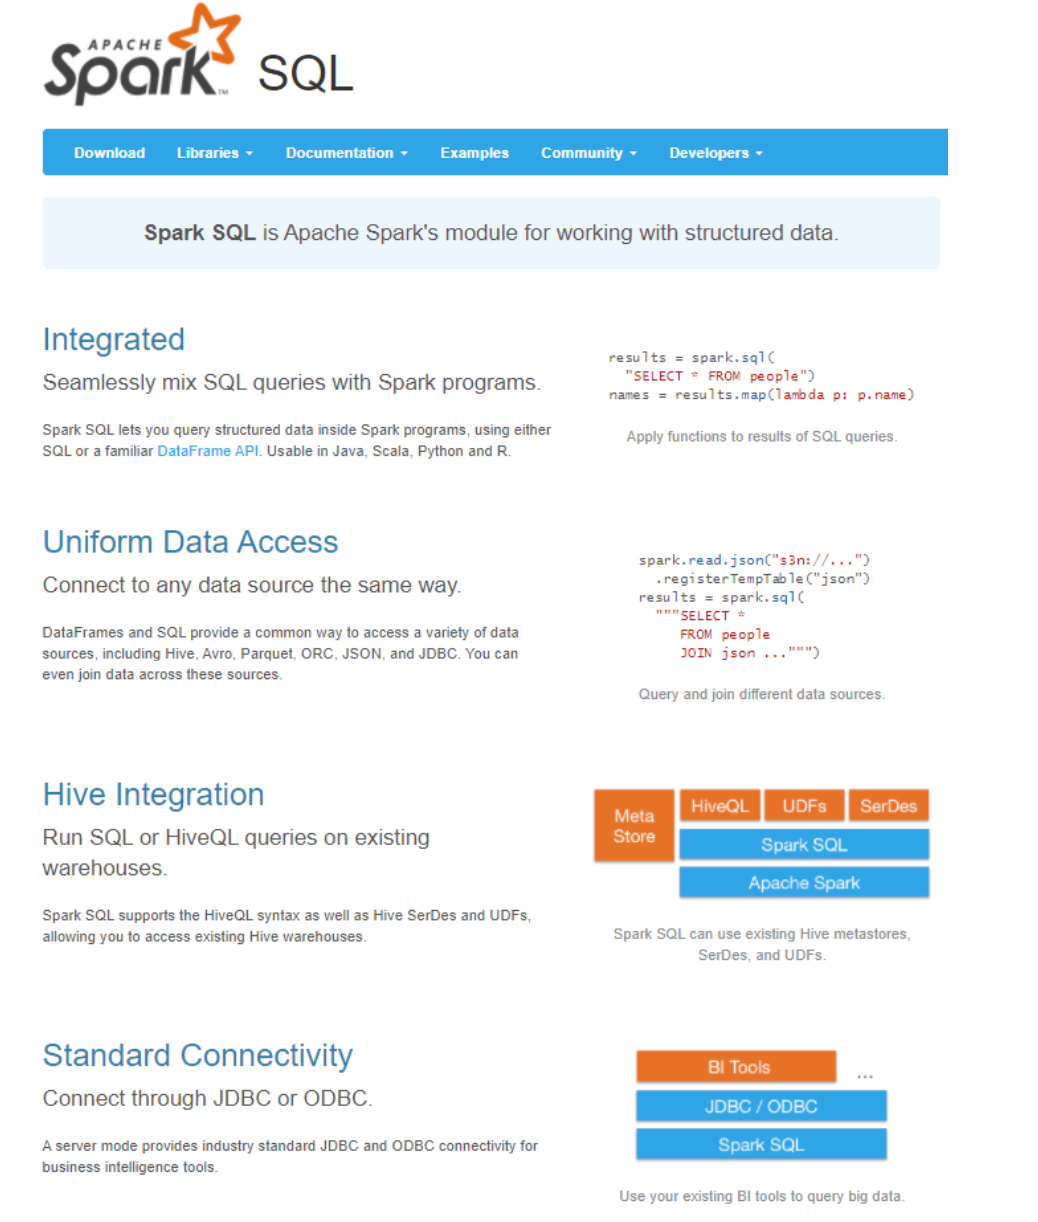 APACHE
Spark™ SQL
Download Libraries Documentation Examples Community Developers
Spark SQL is Apache Spark's module for working with structured data.
Integrated
Seamlessly mix SQL queries with Spark programs.
Spark SQL lets you query structured data inside Spark programs, using either
SQL or a familiar DataFrame API. Usable in Java, Scala, Python and R.
results = spark.sql(
"SELECT * FROM people")
names = results.map(lambda p: p.name)
Apply functions to results of SQL queries.
Uniform Data Access
Connect to any data source the same way.
DataFrames and SQL provide a common way to access a variety of data
sources, including Hive, Avro, Parquet, ORC, JSON, and JDBC. You can
even join data across these sources.
spark.read.json("s3n://...")
.registerTempTable("json")
results = spark.sql(
"""SELECT *
FROM people
JOIN json ...""")
Query and join different data sources.
Hive Integration
Run SQL or HiveQL queries on existing
warehouses.
Spark SQL supports the HiveQL syntax as well as Hive SerDes and UDFs,
allowing you to access existing Hive warehouses.
Meta
Store
HiveQL UDFs SerDes
Spark SQL
Apache Spark
Spark SQL can use existing Hive metastores,
SerDes, and UDFs.
Standard Connectivity
Connect through JDBC or ODBC.
A server mode provides industry standard JDBC and ODBC connectivity for
business intelligence tools.
BI Tools ...
JDBC / ODBC
Spark SQL
Use your existing BI tools to query big data.